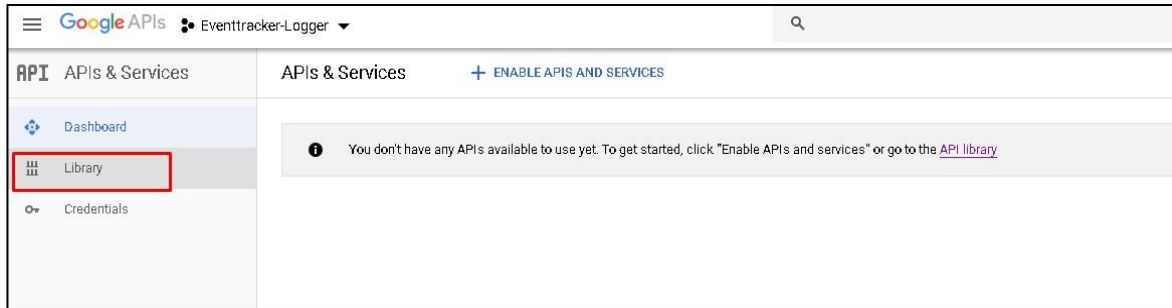 Google APIs Eventtracker-Logger
API APIs & Services
APIs & Services + ENABLE APIS AND SERVICES
Dashboard
You don't have any APIs available to use yet. To get started, click "Enable APIs and services" or go to the API library
Library
Credentials